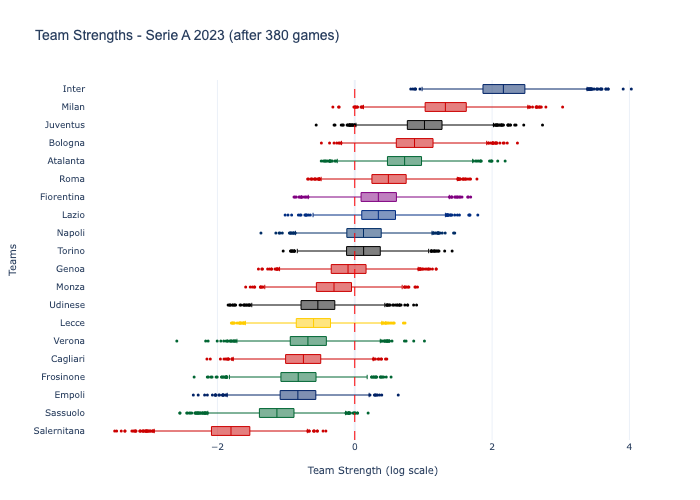 Team Strengths - Serie A 2023 (after 380 games)
Inter
Milan
Juventus
Bologna
Atalanta
Roma
Fiorentina
Lazio
Napoli
Torino
Genoa
Monza
Udinese
Lecce
Verona
Cagliari
Frosinone
Empoli
Sassuolo
Salernitana
Teams
−2 0 2 4
Team Strength (log scale)